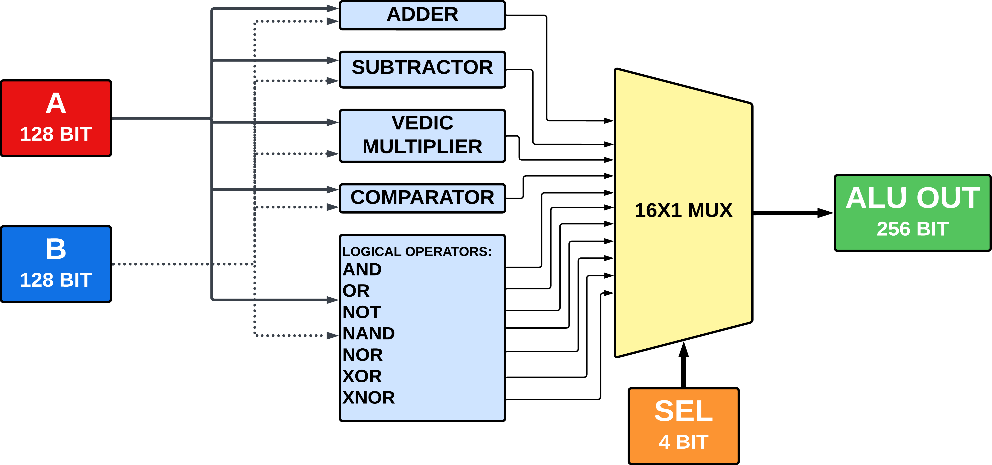 ADDER
SUBTRACTOR
A
128 BIT
VEDIC
MULTIPLIER
COMPARATOR
B
128 BIT
LOGICAL OPERATORS:
AND
OR
NOT
NAND
NOR
XOR
XNOR
16X1 MUX
ALU OUT
256 BIT
SEL
4 BIT